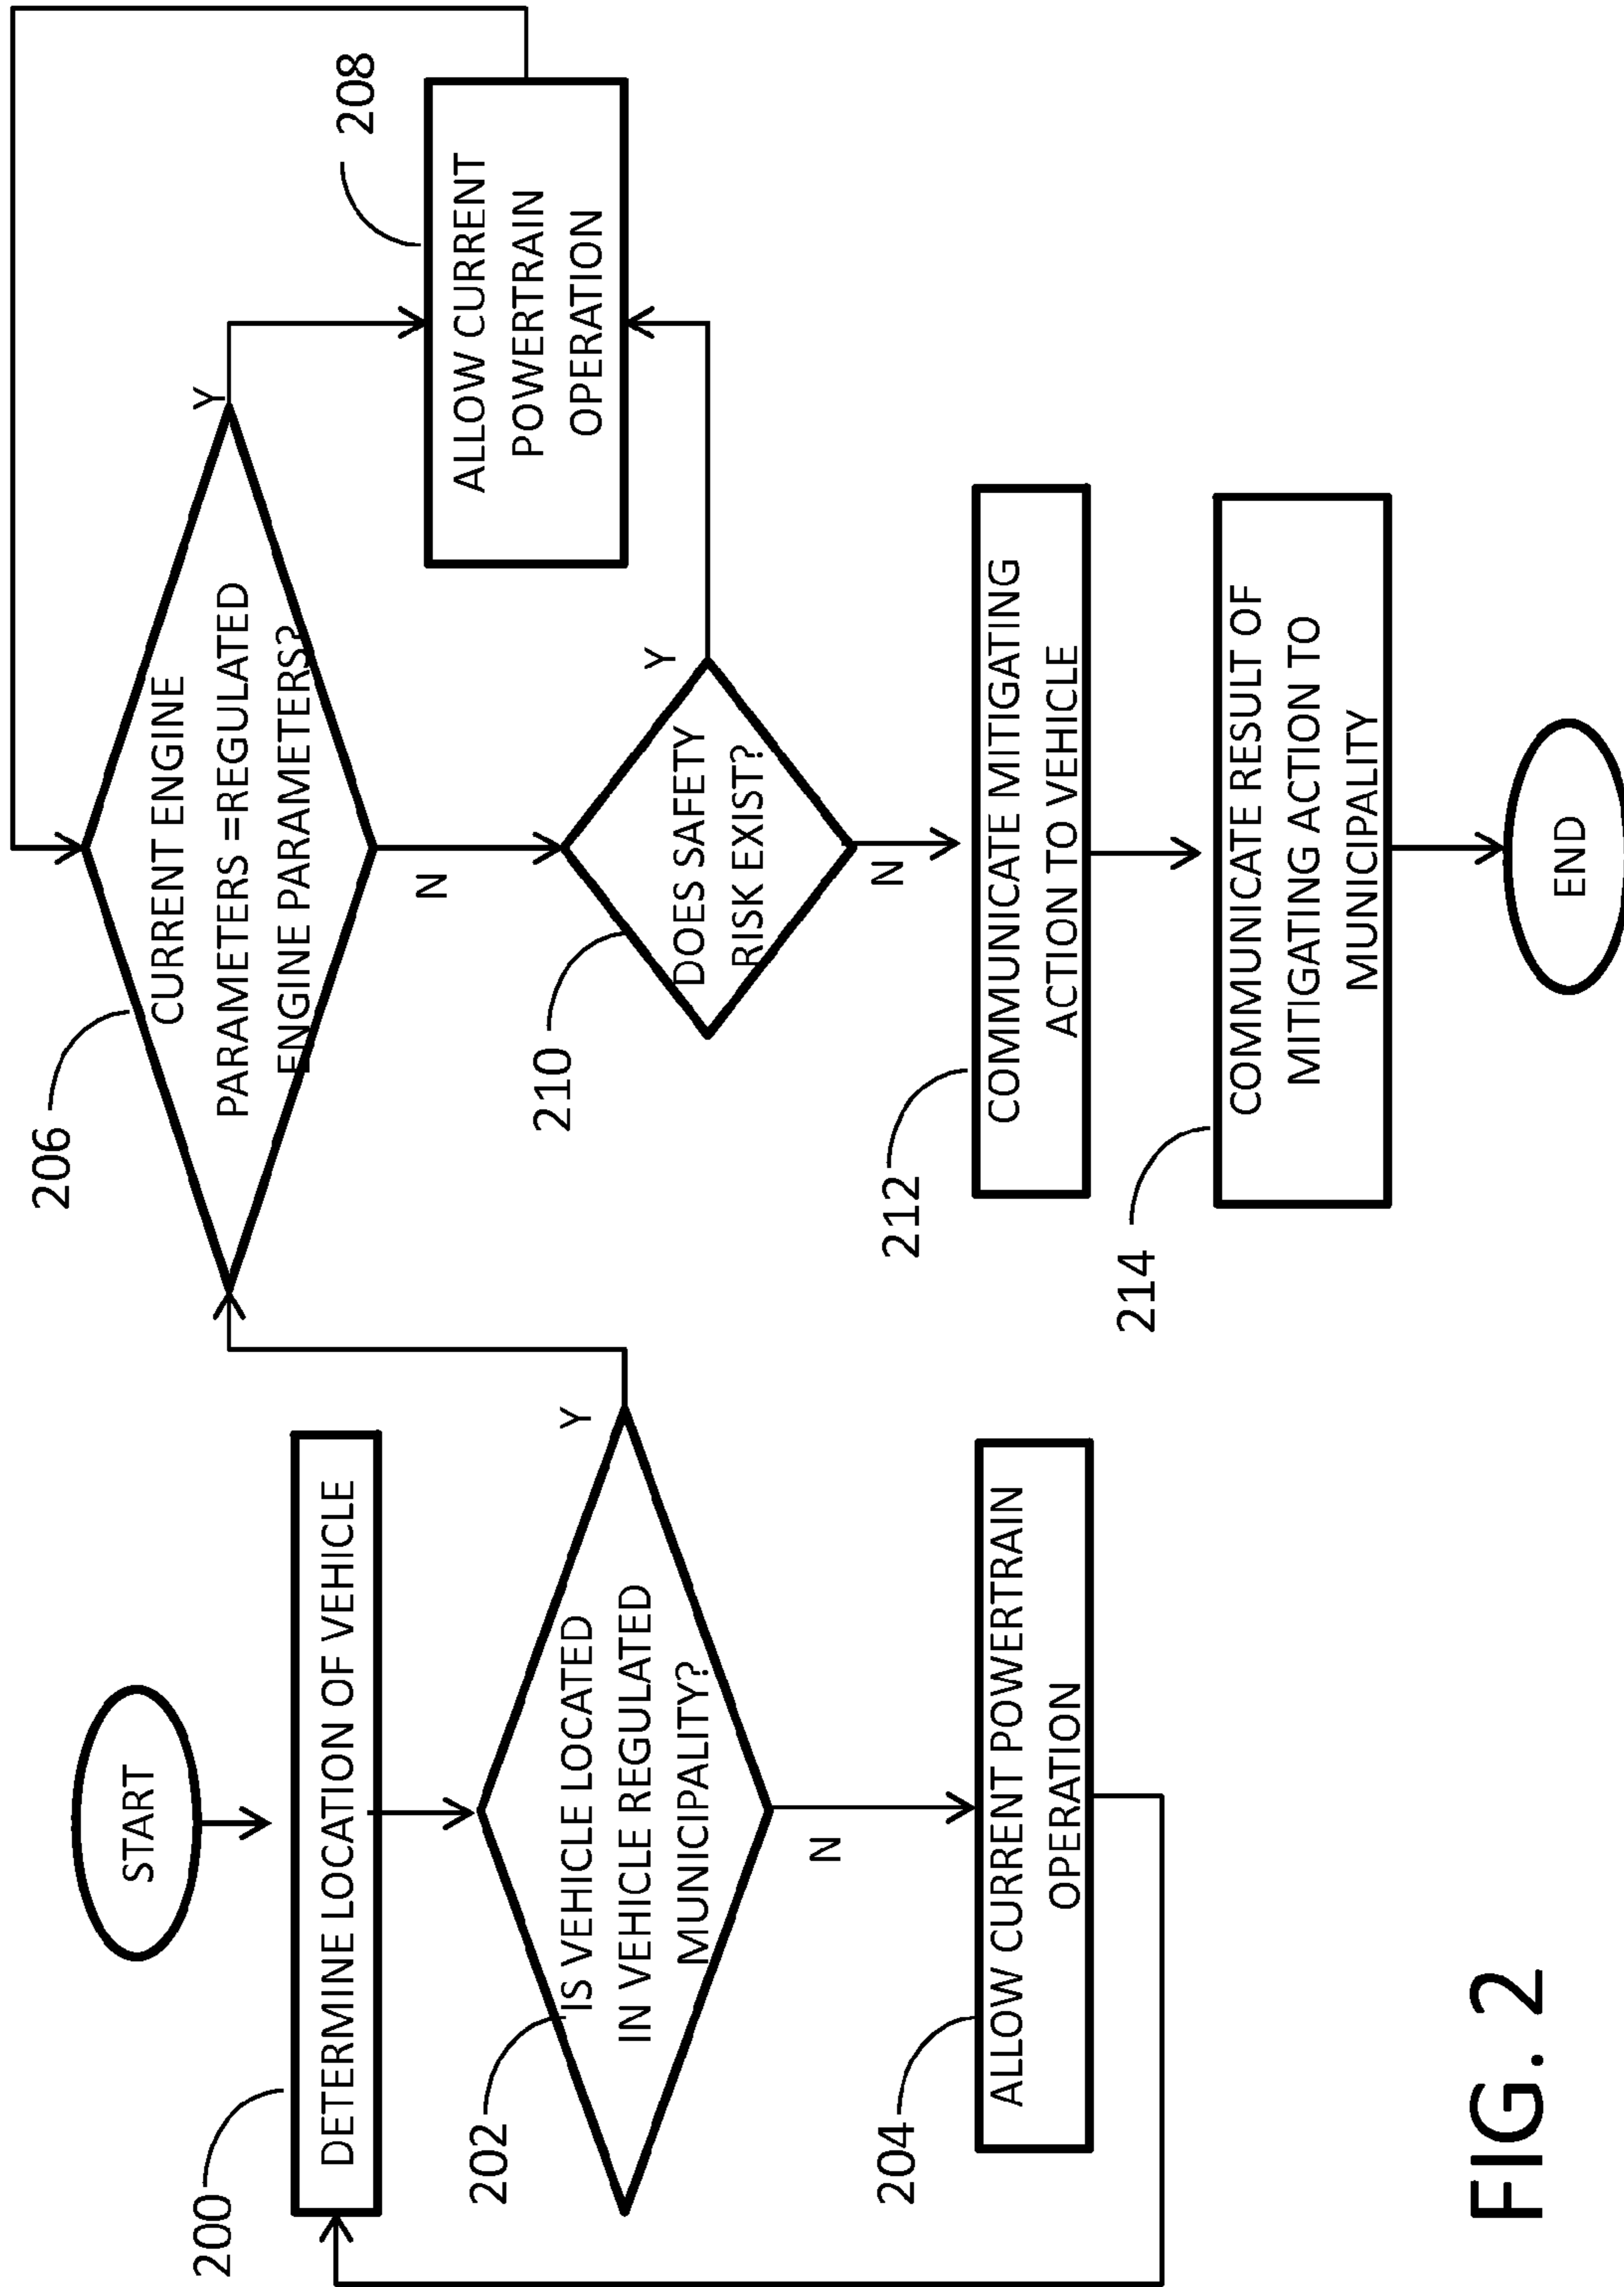 START
200
DETERMINE LOCATION OF VEHICLE
202
IS VEHICLE LOCATED
IN VEHICLE REGULATED
MUNICIPALITY?
Y
N
204
ALLOW CURRENT POWERTRAIN
OPERATION
206
CURRENT ENGINE
PARAMETERS =REGULATED
ENGINE PARAMETERS?
Y
N
208
ALLOW CURRENT
POWERTRAIN
OPERATION
210
DOES SAFETY
RISK EXIST?
Y
N
212
COMMUNICATE MITIGATING
ACTION TO VEHICLE
214
COMMUNICATE RESULT OF
MITIGATING ACTION TO
MUNICIPALITY
END
FIG. 2